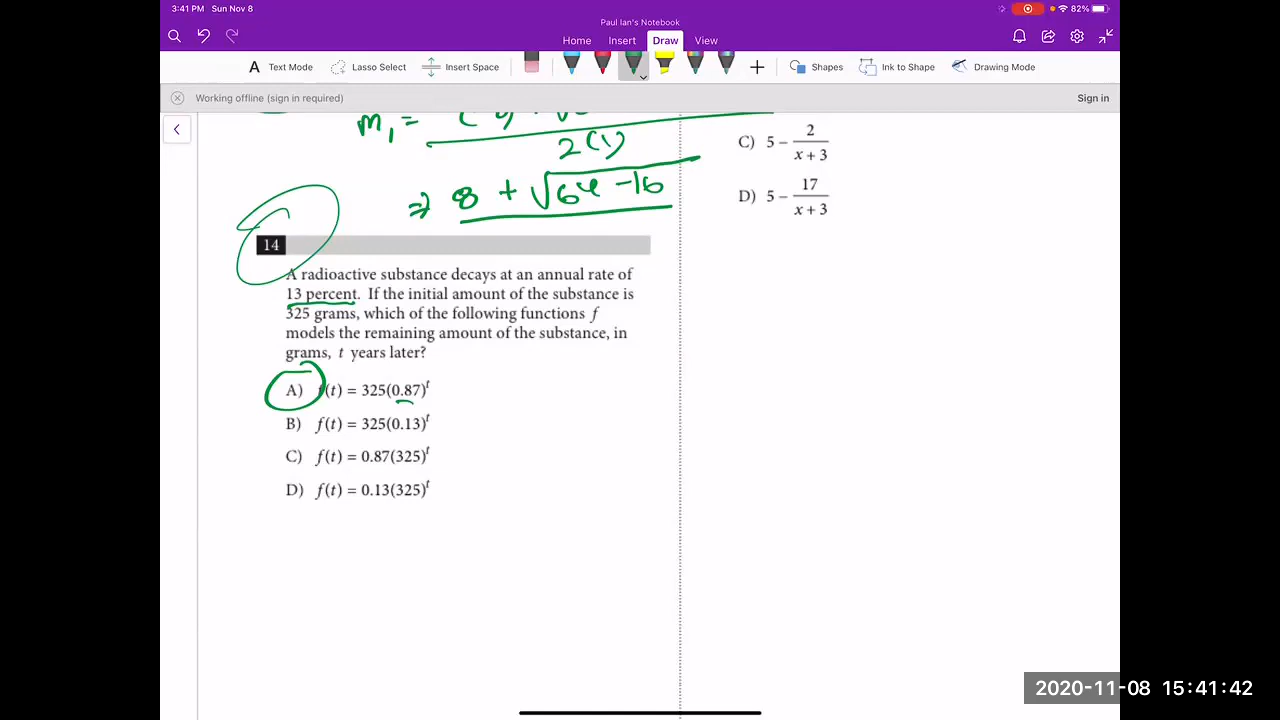 3:41 PM Sun Nov 8
82%
Paul Ian's Notebook
Home Insert Draw View
Text Mode Lasso Select Insert Space Shapes Ink to Shape Drawing Mode
Working offline (sign in required) Sign in
m₁ =
2(1)
⇒ 8 + √64 - 16
14
A radioactive substance decays at an annual rate of
13 percent. If the initial amount of the substance is
325 grams, which of the following functions f
models the remaining amount of the substance, in
grams, t years later?
A) f(t) = 325(0.87)ᵗ
B) f(t) = 325(0.13)ᵗ
C) f(t) = 0.87(325)ᵗ
D) f(t) = 0.13(325)ᵗ
C) 5 - 2/(x + 3)
D) 5 - 17/(x + 3)
2020-11-08 15:41:42